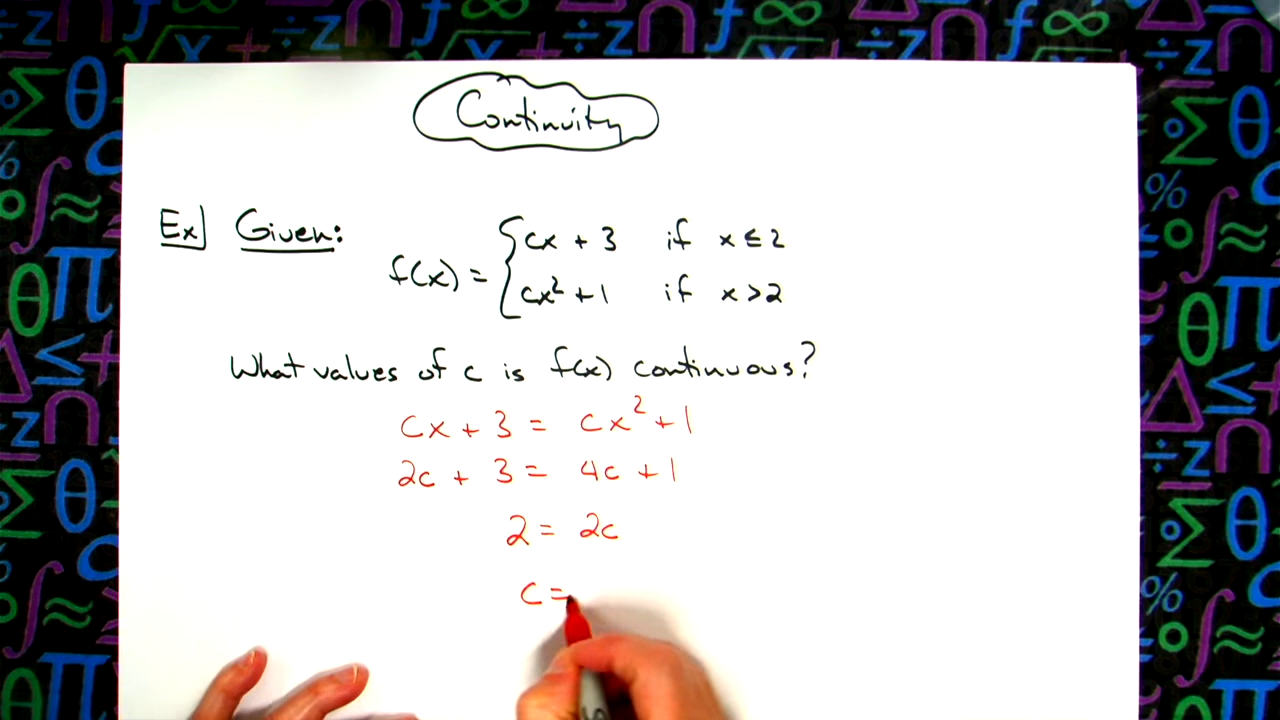 Continuity
Ex] Given:
f(x) = { cx + 3 if x ≤ 2
cx² + 1 if x > 2
What values of c is f(x) continuous?
cx + 3 = cx² + 1
2c + 3 = 4c + 1
2 = 2c
c =